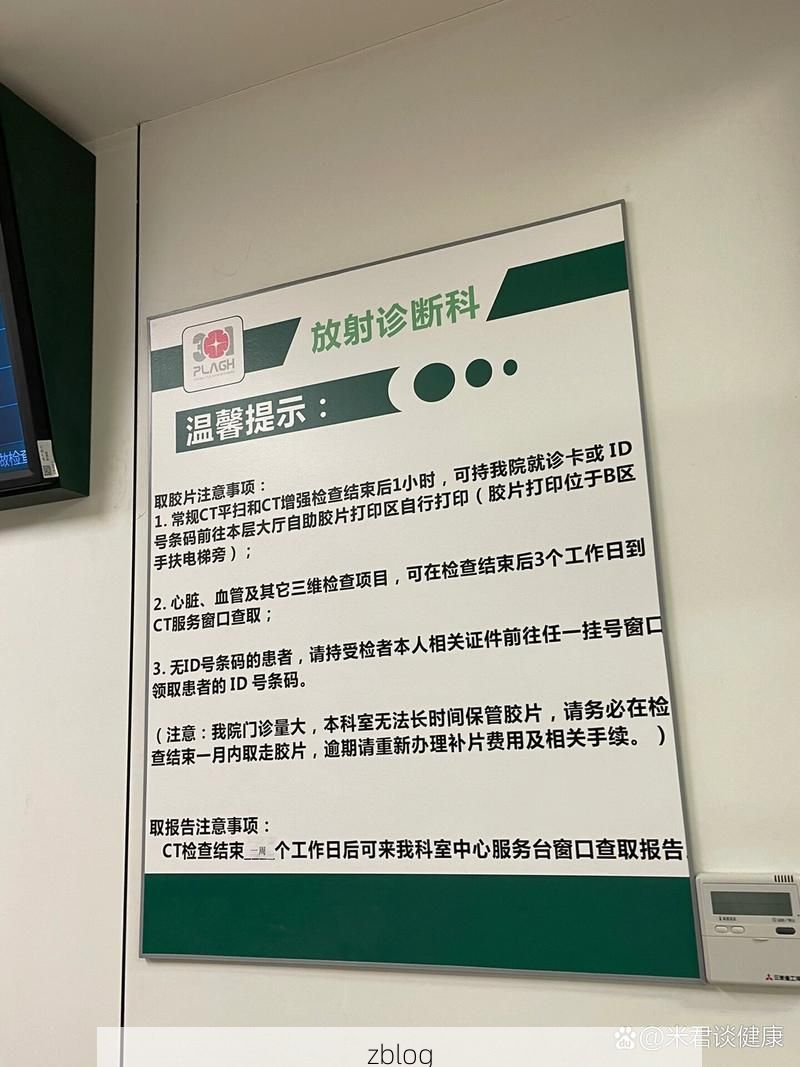 放射诊断科
301
PLAGH
温馨提示：
取胶片注意事项：
1. 常规CT平扫和CT增强检查结束后1小时，可持我院就诊卡或 ID
号条码前往本层大厅自助胶片打印区自行打印（胶片打印位于B区
手扶电梯旁）；
2. 心脏、血管及其它三维检查项目，可在检查结束后3个工作日到
CT服务窗口查取；
3. 无ID号条码的患者，请持受检者本人相关证件前往任一挂号窗口
领取患者的 ID 号条码。
（注意：我院门诊量大，本科室无法长时间保管胶片，请务必在检
查结束一月内取走胶片，逾期请重新办理补片费用及相关手续。）
取报告注意事项：
CT检查结束__一周__个工作日后可来我科室中心服务台窗口查取报告
做检查
三菱重工
@米君谈健康
zblog